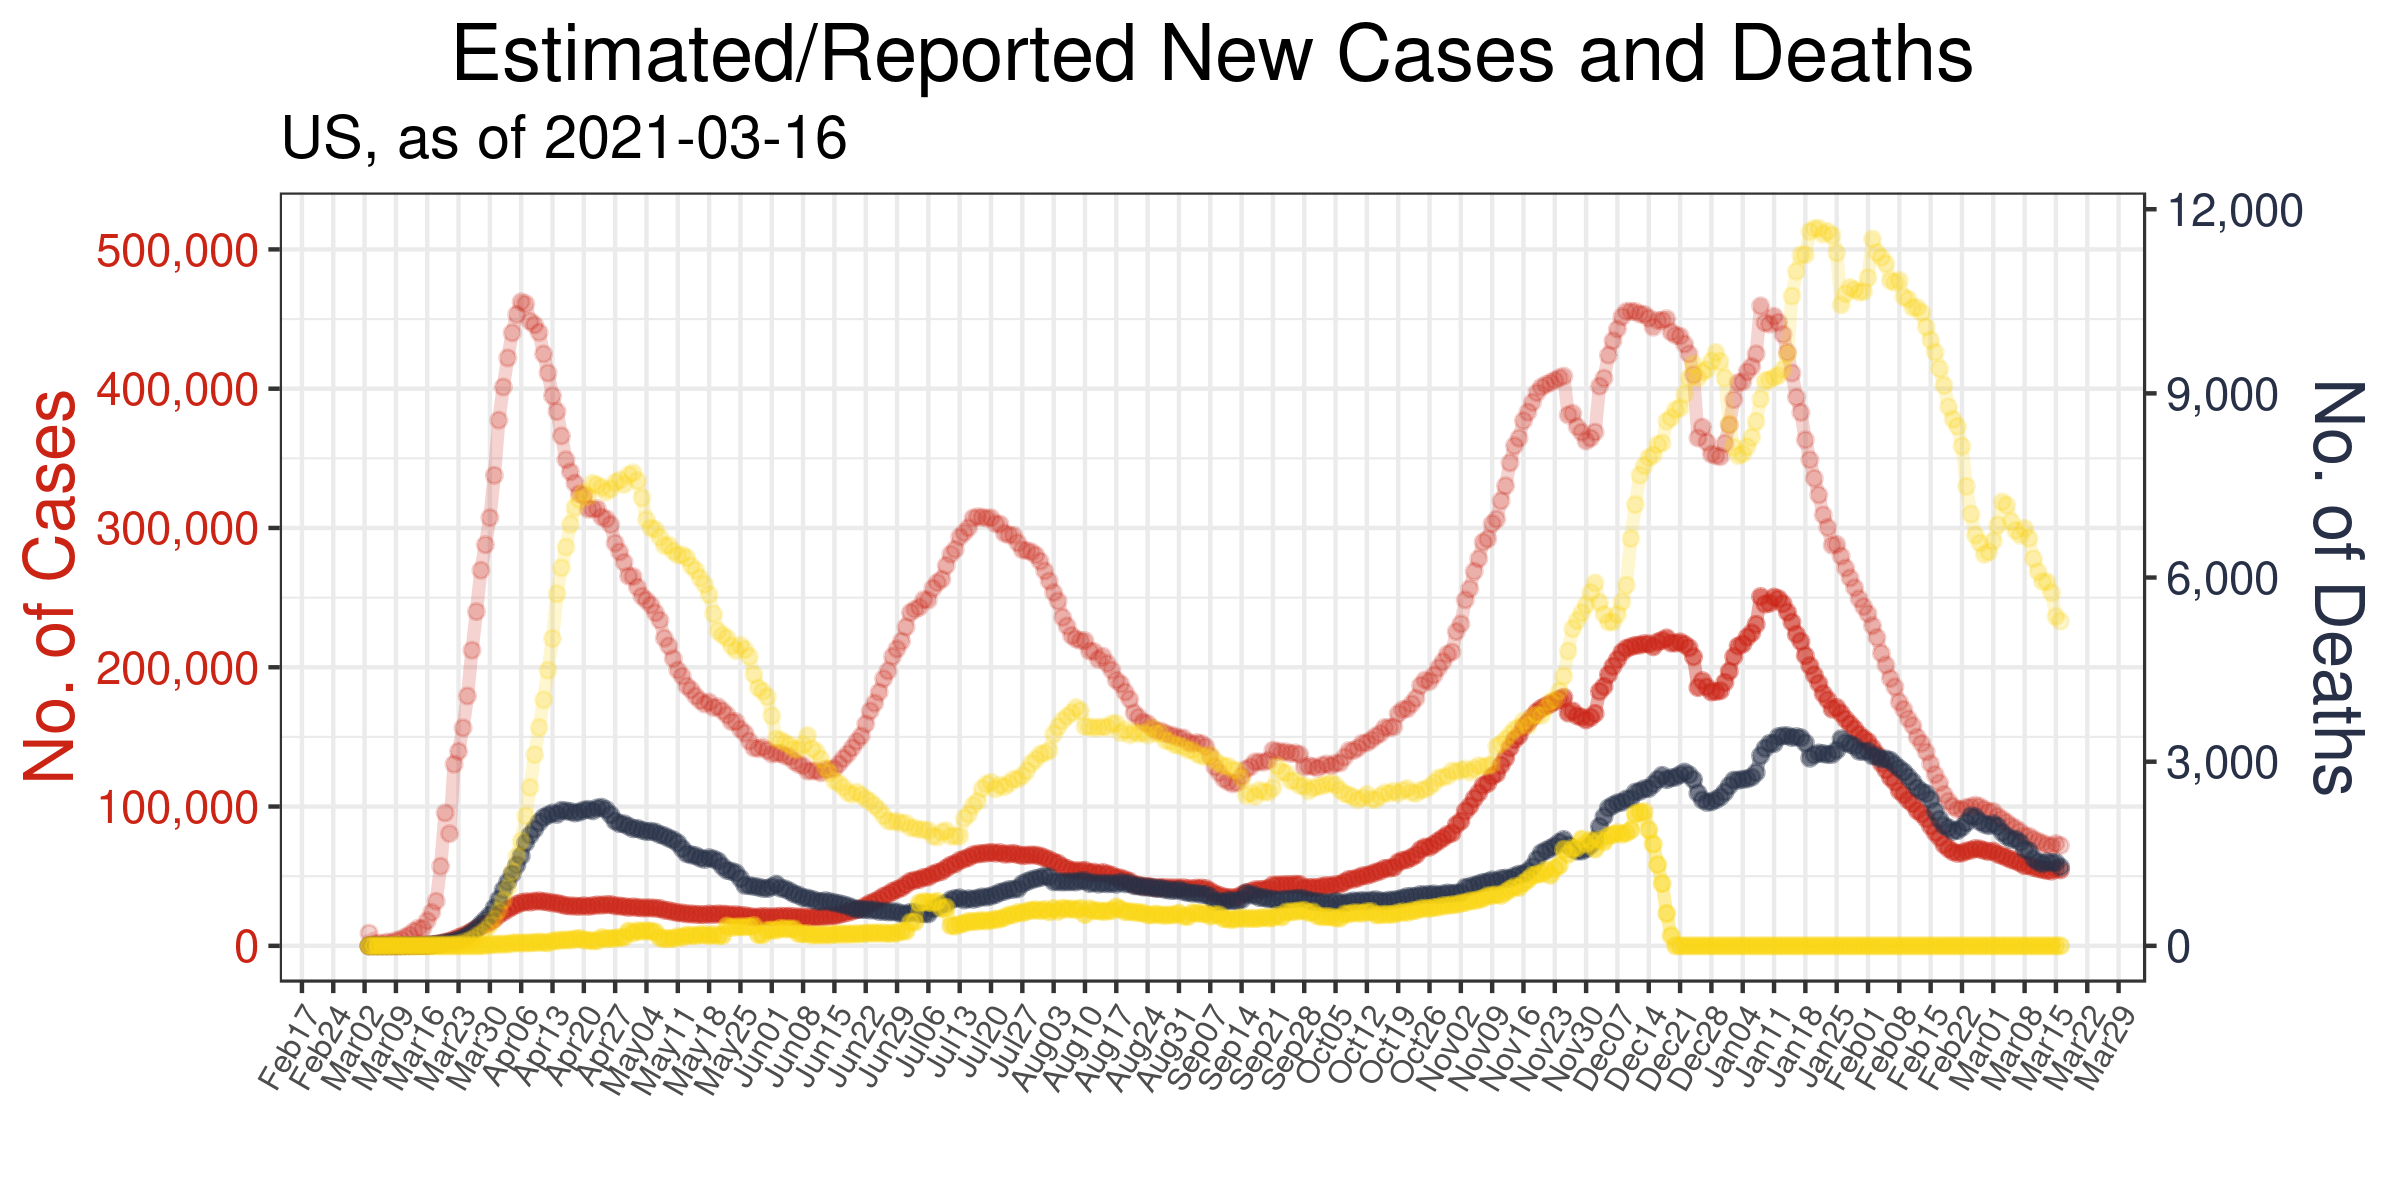 Estimated/Reported New Cases and Deaths
US, as of 2021-03-16
No. of Cases
500,000
400,000
300,000
200,000
100,000
0
12,000
9,000
6,000
3,000
0
No. of Deaths
Feb17
Feb24
Mar02
Mar09
Mar16
Mar23
Mar30
Apr06
Apr13
Apr20
Apr27
May04
May11
May18
May25
Jun01
Jun08
Jun15
Jun22
Jun29
Jul06
Jul13
Jul20
Jul27
Aug03
Aug10
Aug17
Aug24
Aug31
Sep07
Sep14
Sep21
Sep28
Oct05
Oct12
Oct19
Oct26
Nov02
Nov09
Nov16
Nov23
Nov30
Dec07
Dec14
Dec21
Dec28
Jan04
Jan11
Jan18
Jan25
Feb01
Feb08
Feb15
Feb22
Mar01
Mar08
Mar15
Mar22
Mar29